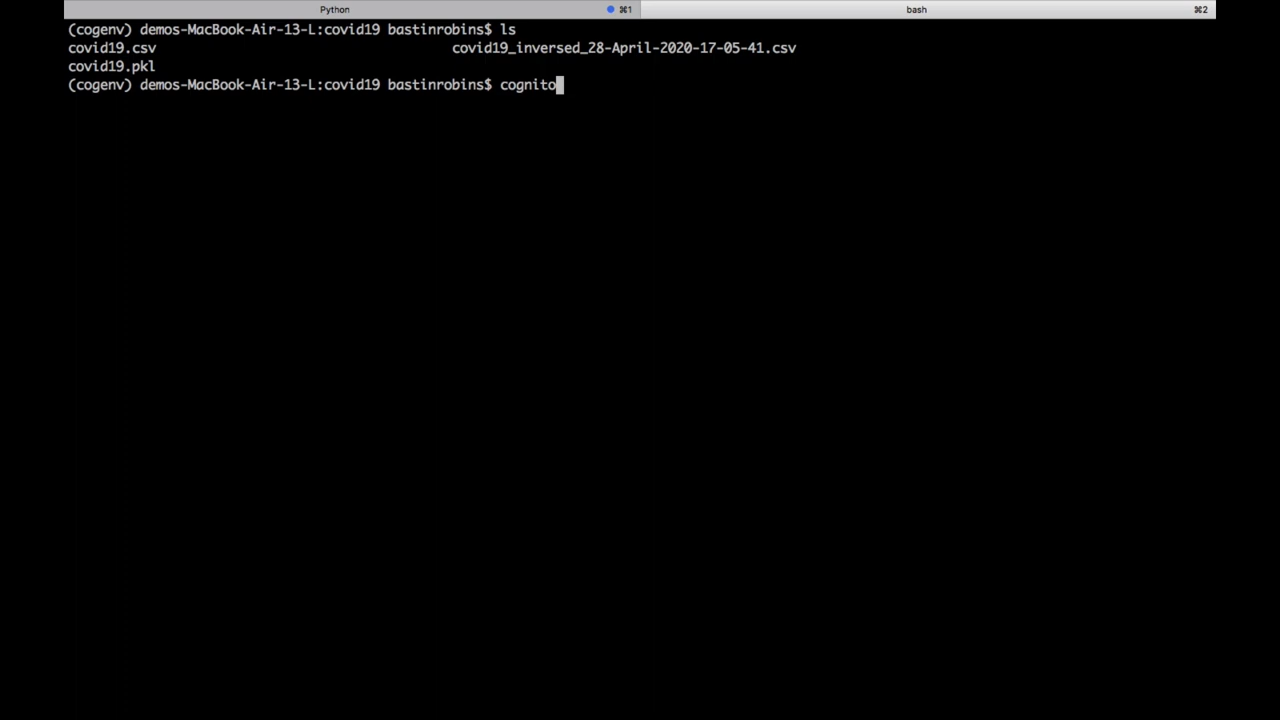 Python ⌘1 bash ⌘2
(cogenv) demos-MacBook-Air-13-L:covid19 bastinrobins$ ls
covid19.csv covid19_inversed_28-April-2020-17-05-41.csv
covid19.pkl
(cogenv) demos-MacBook-Air-13-L:covid19 bastinrobins$ cognito